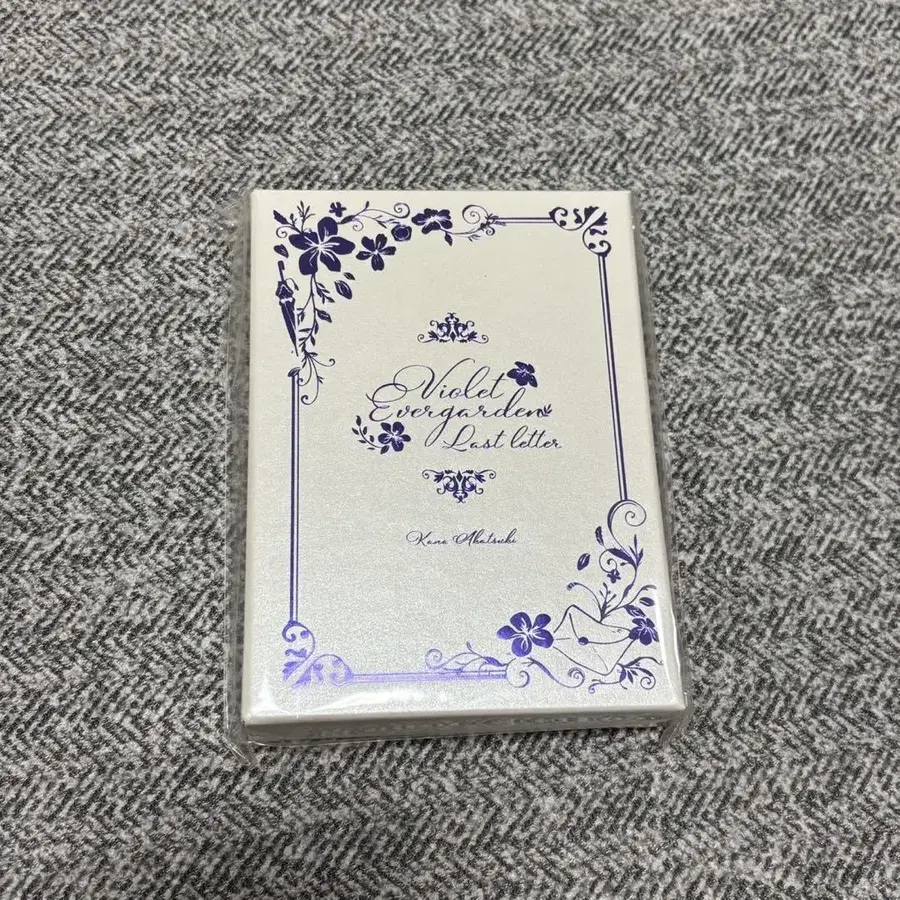 Violet
Evergarden
Last letter
Kana Akatsuki